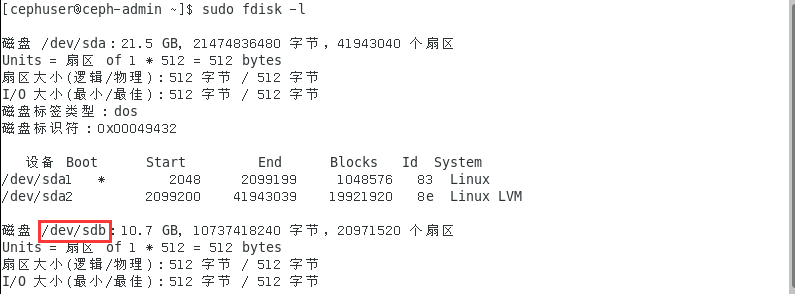 [cephuser@ceph-admin ~]$ sudo fdisk -l
磁盘 /dev/sda：21.5 GB, 21474836480 字节，41943040 个扇区
Units = 扇区 of 1 * 512 = 512 bytes
扇区大小(逻辑/物理)：512 字节 / 512 字节
I/O 大小(最小/最佳)：512 字节 / 512 字节
磁盘标签类型：dos
磁盘标识符：0x00049432
设备 Boot Start End Blocks Id System
/dev/sda1 * 2048 2099199 1048576 83 Linux
/dev/sda2 2099200 41943039 19921920 8e Linux LVM
磁盘 /dev/sdb：10.7 GB, 10737418240 字节，20971520 个扇区
Units = 扇区 of 1 * 512 = 512 bytes
扇区大小(逻辑/物理)：512 字节 / 512 字节
I/O 大小(最小/最佳)：512 字节 / 512 字节